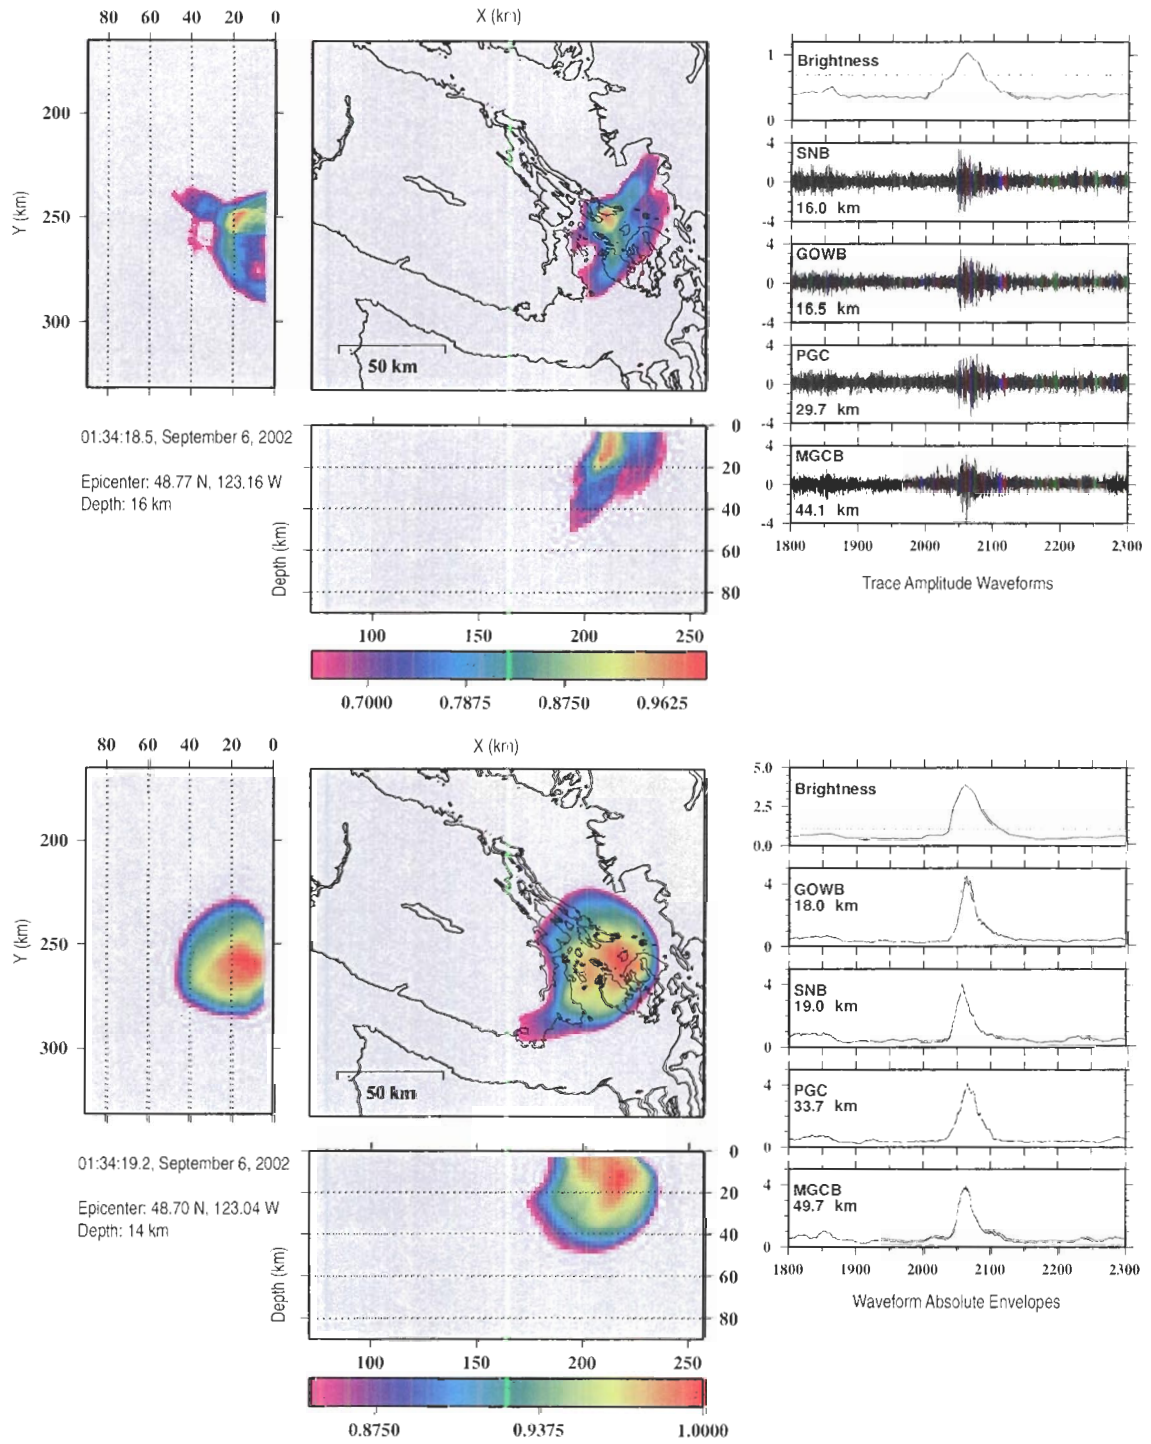 80 60 40 20 0
X (km)
200
250
300
Y (km)
50 km
01:34:18.5, September 6, 2002
Epicenter: 48.77 N, 123.16 W
Depth: 16 km
0
20
40
60
80
Depth (km)
100 150 200 250
0.7000 0.7875 0.8750 0.9625
Brightness
1
0
SNB
16.0 km
4
0
-4
GOWB
16.5 km
4
0
-4
PGC
29.7 km
4
0
-4
MGCB
44.1 km
4
0
-4
1800 1900 2000 2100 2200 2300
Trace Amplitude Waveforms
80 60 40 20 0
X (km)
200
250
300
Y (km)
50 km
01:34:19.2, September 6, 2002
Epicenter: 48.70 N, 123.04 W
Depth: 14 km
0
20
40
60
80
Depth (km)
100 150 200 250
0.8750 0.9375 1.0000
Brightness
5.0
2.5
0.0
GOWB
18.0 km
4
0
SNB
19.0 km
4
0
PGC
33.7 km
4
0
MGCB
49.7 km
4
0
1800 1900 2000 2100 2200 2300
Waveform Absolute Envelopes